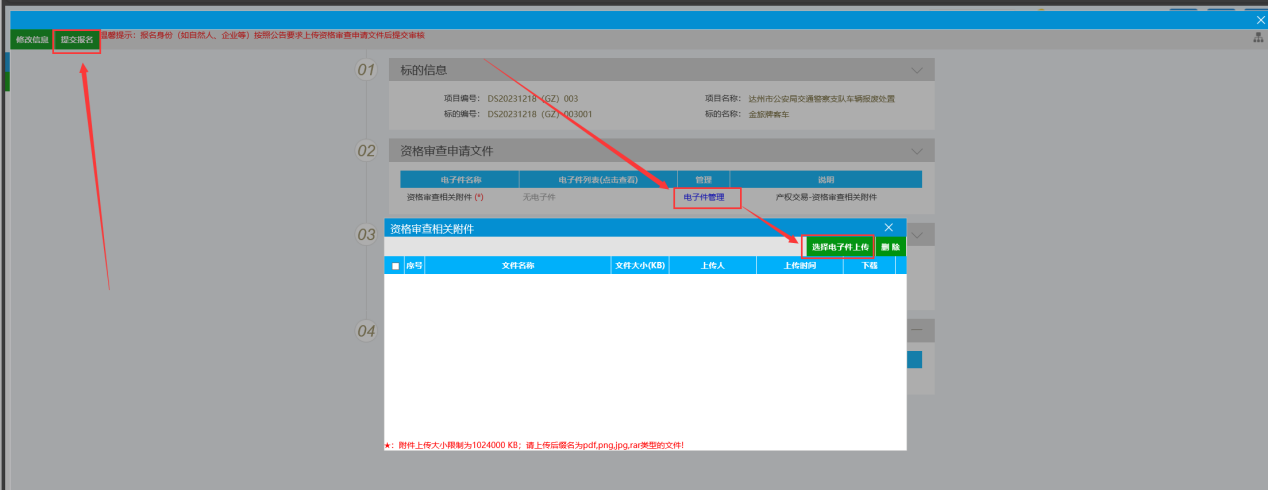 修改信息 提交报名 温馨提示：报名身份（如自然人、企业等）按照公告要求上传资格审查申请文件后提交审核
01 标的信息
项目编号： DS20231218（GZ）003 项目名称： 达州市公安局交通警察支队车辆报废处置
标的编号： DS20231218（GZ）003001 标的名称： 金旅牌客车
02 资格审查申请文件
电子件名称 电子件列表(点击查看) 管理 说明
资格审查相关附件 (*) 无电子件 电子件管理 产权交易-资格审查相关附件
03
资格审查相关附件
选择电子件上传 删 除
序号 文件名称 文件大小(KB) 上传人 上传时间 下载
04
★：附件上传大小限制为1024000 KB；请上传后缀名为pdf,png,jpg,rar类型的文件!